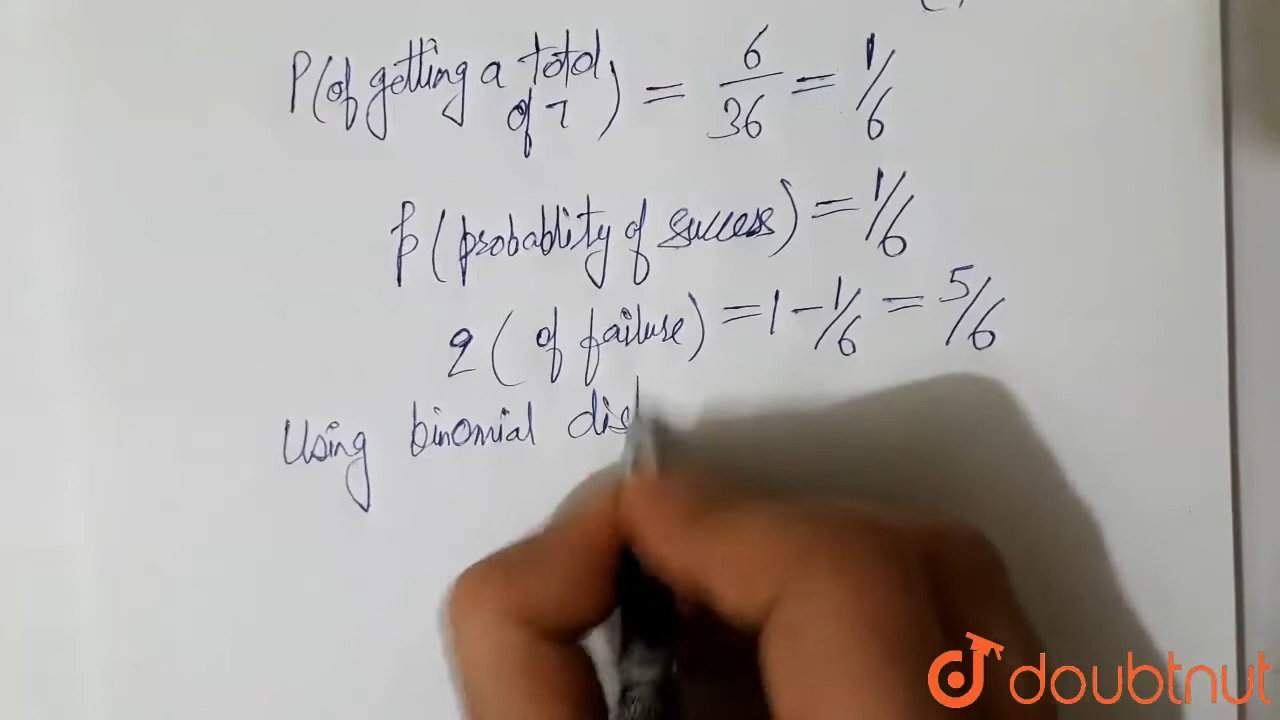 P(of getting a total of 7) = 6/36 = 1/6
p (probablity of success) = 1/6
q ( of failure) = 1 - 1/6 = 5/6
Using binomial dist
doubtnut